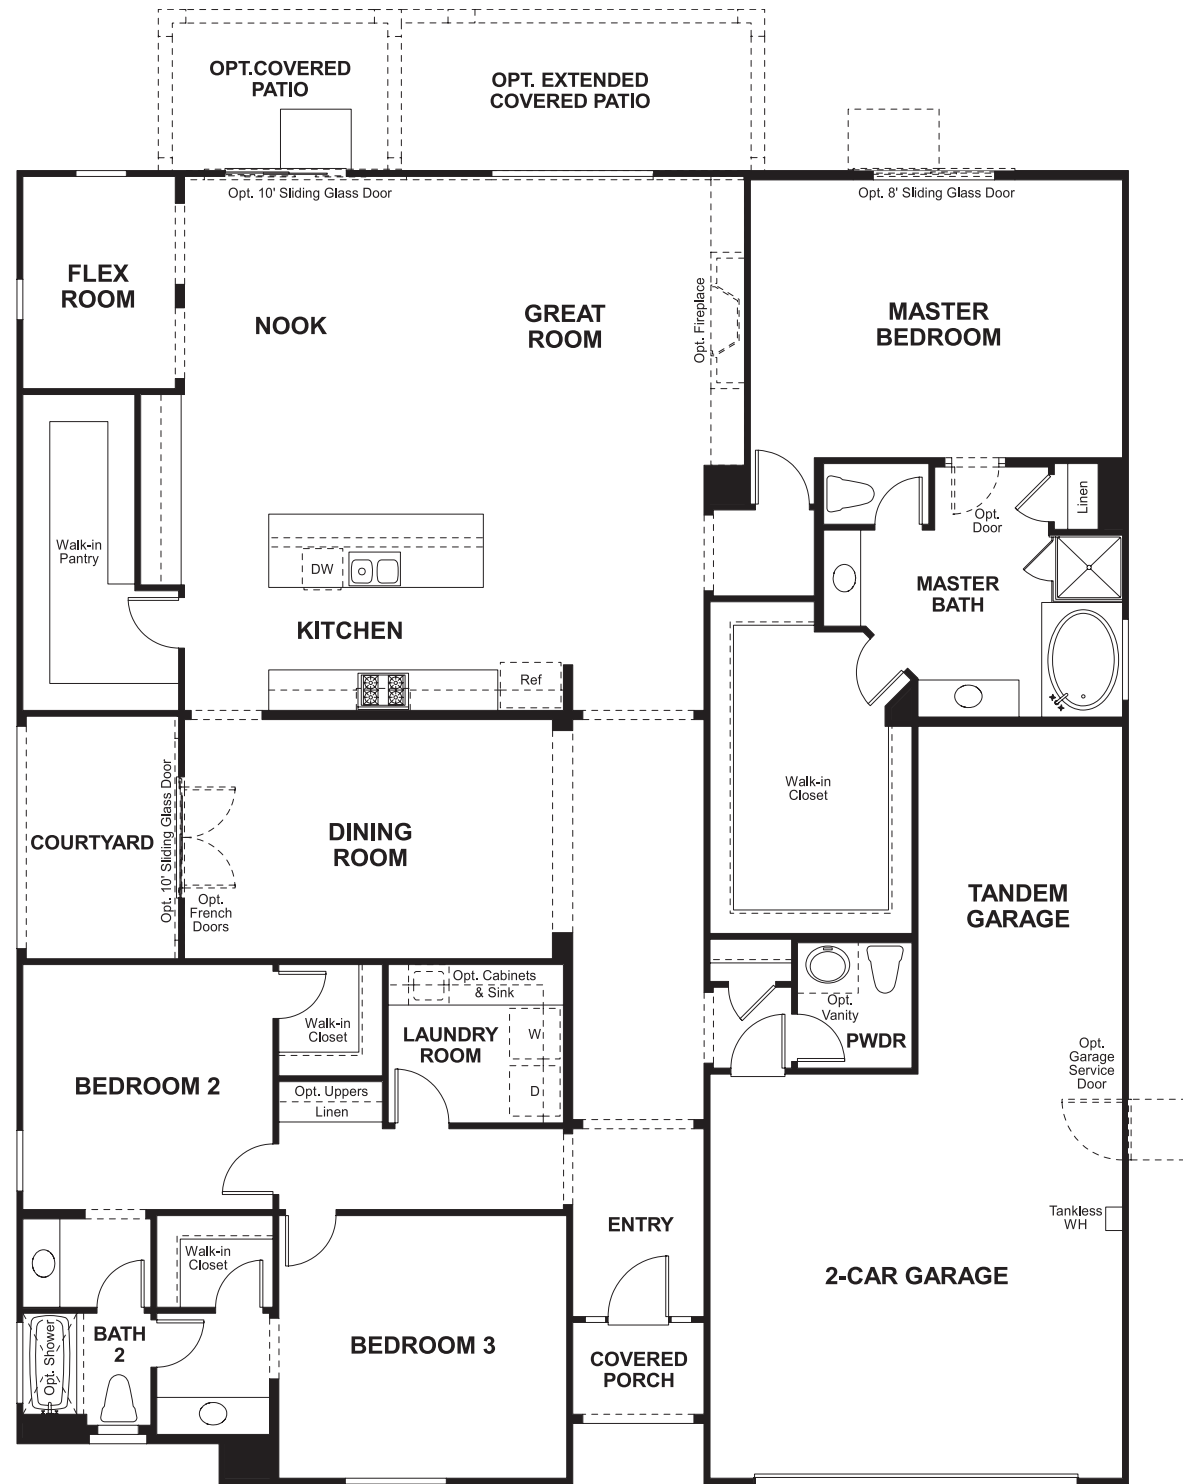 OPT.COVERED
PATIO
OPT. EXTENDED
COVERED PATIO
Opt. 10' Sliding Glass Door
Opt. 8' Sliding Glass Door
FLEX
ROOM
NOOK
GREAT
ROOM
Opt. Fireplace
MASTER
BEDROOM
Walk-in
Pantry
DW
KITCHEN
Ref
Opt.
Door
Linen
MASTER
BATH
Walk-in
Closet
COURTYARD
Opt. 10' Sliding Glass Door
Opt.
French
Doors
DINING
ROOM
TANDEM
GARAGE
Walk-in
Closet
Opt. Cabinets
& Sink
LAUNDRY
ROOM
W
D
Opt.
Vanity
PWDR
Opt.
Garage
Service
Door
BEDROOM 2
Opt. Uppers
Linen
ENTRY
Tankless
WH
Walk-in
Closet
2-CAR GARAGE
Opt. Shower
BATH
2
BEDROOM 3
COVERED
PORCH